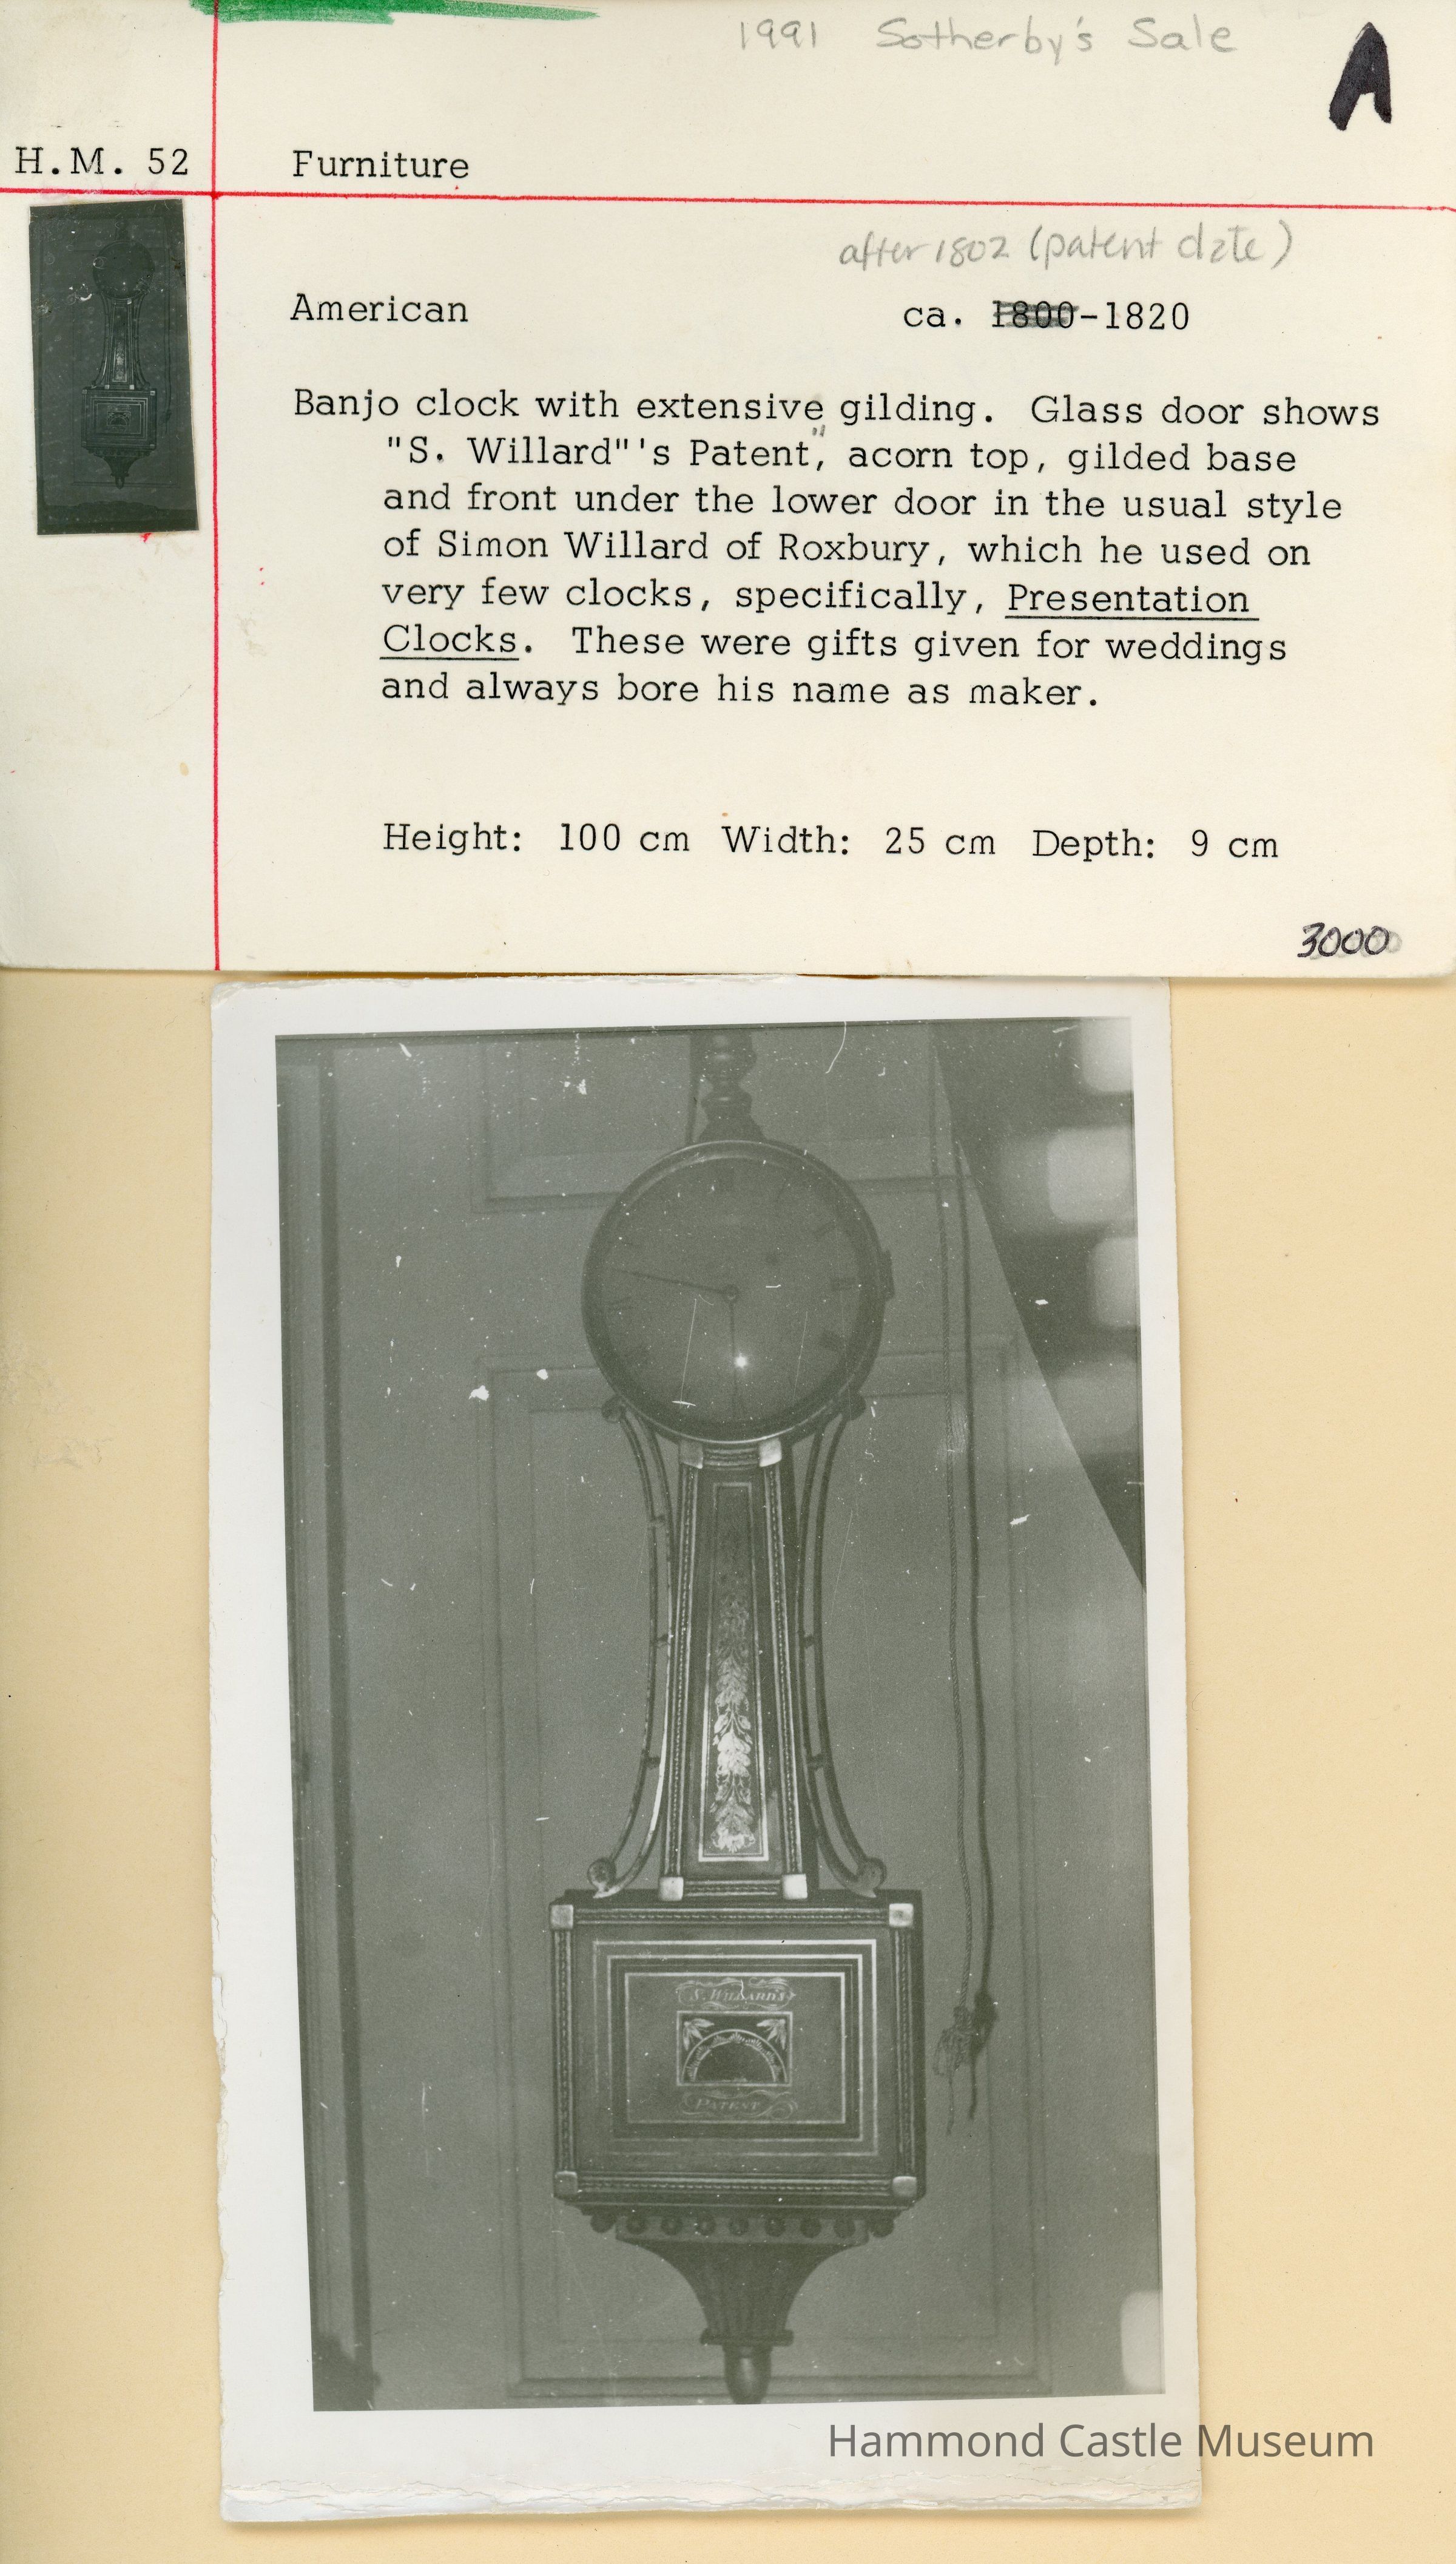 1991 Sotherby's Sale
A
H.M. 52 Furniture
after 1802 (patent date)
American ca. 1800-1820
Banjo clock with extensive gilding. Glass door shows
"S. Willard"'s Patent", acorn top, gilded base
and front under the lower door in the usual style
of Simon Willard of Roxbury, which he used on
very few clocks, specifically, Presentation
Clocks. These were gifts given for weddings
and always bore his name as maker.
Height: 100 cm Width: 25 cm Depth: 9 cm
3000
S. WILLARD'S
PATENT
Hammond Castle Museum